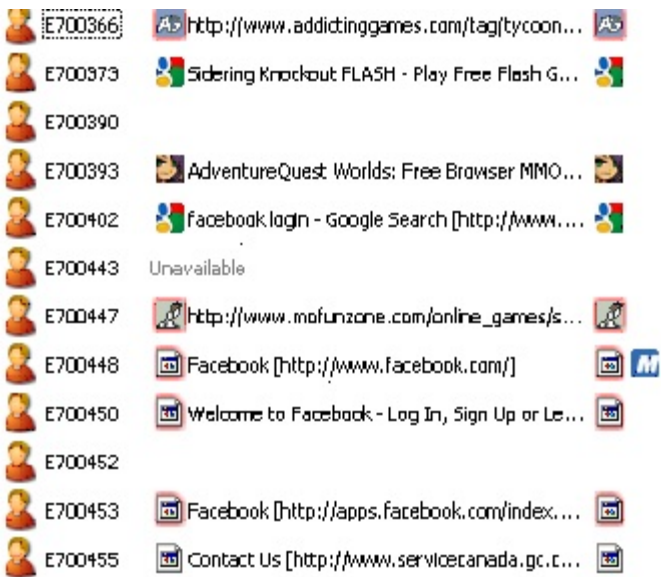 E700366 http://www.addictinggames.com/tag/tycoon...
E700373 Sidering Knockout FLASH - Play Free Flash G...
E700390
E700393 AdventureQuest Worlds: Free Browser MMO...
E700402 facebook login - Google Search [http://www....
E700443 Unavailable
E700447 http://www.mofunzone.com/online_games/s...
E700448 Facebook [http://www.facebook.com/]
E700450 Welcome to Facebook - Log In, Sign Up or Le...
E700452
E700453 Facebook [http://apps.facebook.com/index....
E700455 Contact Us [http://www.servicecanada.gc.c...